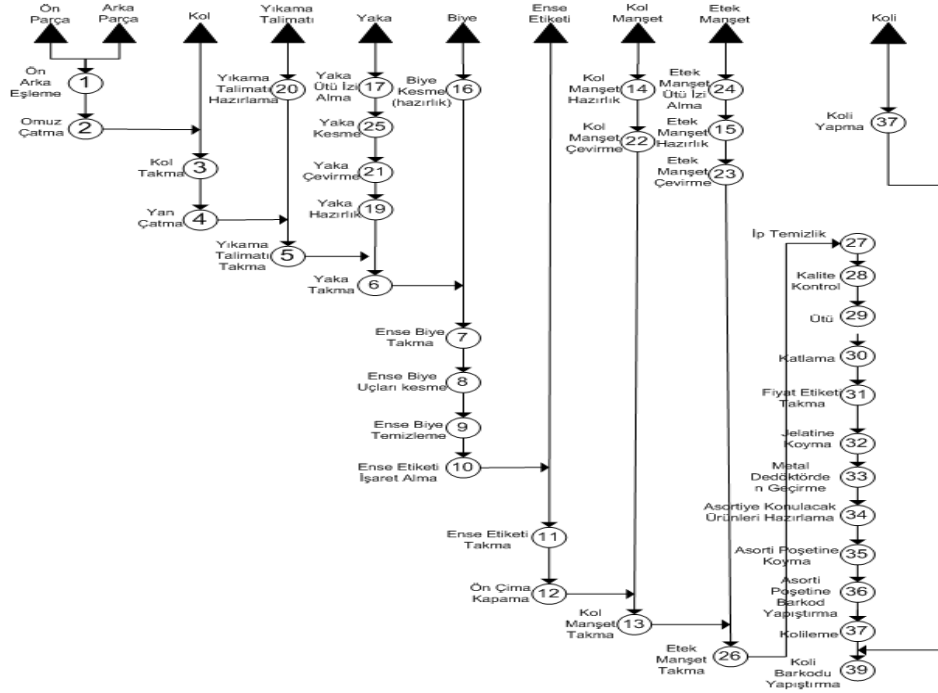 Ön
Parça
Arka
Parça
Kol
Yıkama
Talimatı
Yaka
Biye
Ense
Etiketi
Kol
Manşet
Etek
Manşet
Koli
Ön
Arka
Eşleme
1
Omuz
Çatma
2
Kol
Takma
3
Yan
Çatma
4
Yıkama
Talimatı
Hazırlama
20
Yıkama
Talimatı
Takma
5
Yaka
Ütü İzi
Alma
17
Yaka
Kesme
25
Yaka
Çevirme
21
Yaka
Hazırlık
19
Yaka
Takma
6
Biye
Kesme
(hazırlık)
16
Ense Biye
Takma
7
Ense Biye
Uçları kesme
8
Ense Biye
Temizleme
9
Ense Etiketi
İşaret Alma
10
Ense Etiketi
Takma
11
Ön Çima
Kapama
12
Kol
Manşet
Hazırlık
14
Kol
Manşet
Çevirme
22
Kol
Manşet
Takma
13
Etek
Manşet
Ütü İzi
Alma
24
Etek
Manşet
Hazırlık
15
Etek
Manşet
Çevirme
23
Etek
Manşet
Takma
26
Koli
Yapma
37
İp Temizlik
27
Kalite
Kontrol
28
Ütü
29
Katlama
30
Fiyat Etiketi
Takma
31
Jelatine
Koyma
32
Metal
Dedöktörde
n Geçirme
33
Asortiye Konulacak
Ürünleri Hazırlama
34
Asorti Poşetine
Koyma
35
Asorti
Poşetine
Barkod
Yapıştırma
36
Kolileme
37
Koli
Barkodu
Yapıştırma
39